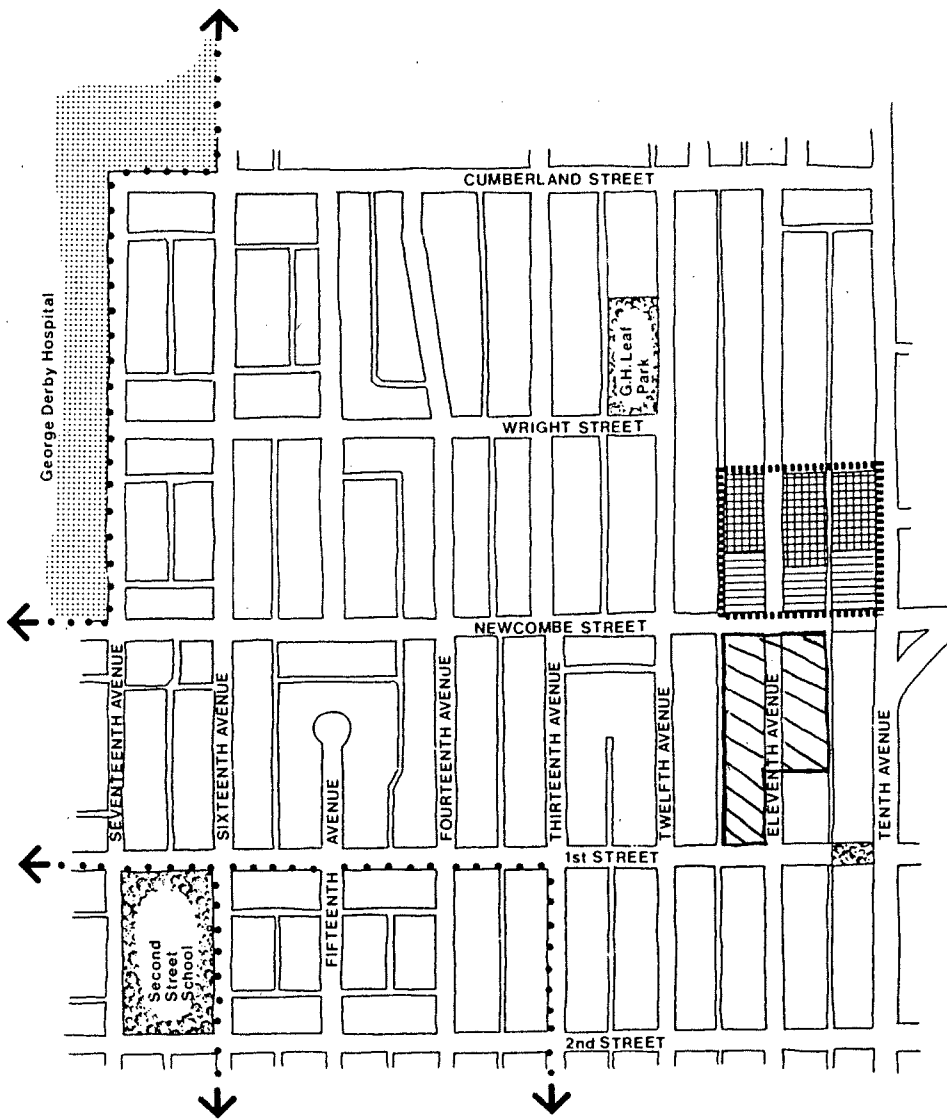 CUMBERLAND STREET
George Derby Hospital
G.H.Leaf
Park
WRIGHT STREET
NEWCOMBE STREET
SEVENTEENTH AVENUE
SIXTEENTH AVENUE
FIFTEENTH AVENUE
FOURTEENTH AVENUE
THIRTEENTH AVENUE
TWELFTH AVENUE
ELEVENTH AVENUE
TENTH AVENUE
1st STREET
Second
Street
School
2nd STREET